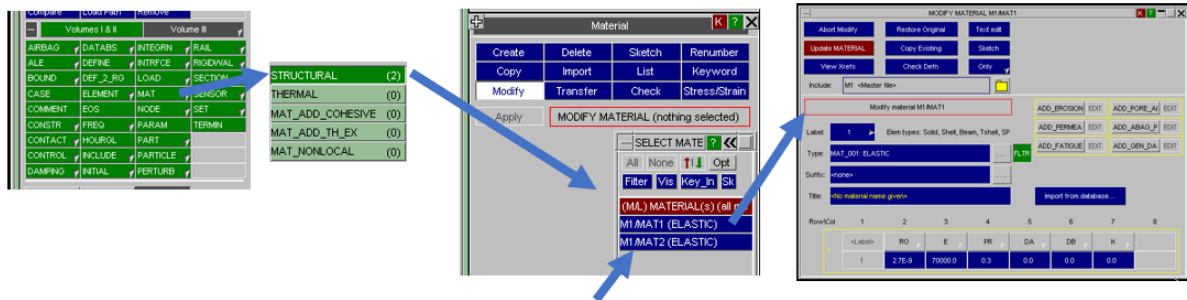 Compare Load Path Remove
Volumes I & II Volume III
AIRBAG DATABS INTEGRN RAIL
ALE DEFINE INTRFCE RIGIDWAL
BOUND DEF_2_RG LOAD SECTION
CASE ELEMENT MAT SENSOR
COMMENT EOS NODE SET
CONSTR FREQ PARAM TERMIN
CONTACT HOURGL PART
CONTROL INCLUDE PARTICLE
DAMPING INITIAL PERTURB
STRUCTURAL (2)
THERMAL (0)
MAT_ADD_COHESIVE (0)
MAT_ADD_TH_EX (0)
MAT_NONLOCAL (0)
Material K ? X
Create Delete Sketch Renumber
Copy Import List Keyword
Modify Transfer Check Stress/Strain
Apply MODIFY MATERIAL (nothing selected)
SELECT MATE ? <<
All None Opt
Filter Vis Key_In Sk
(M/L) MATERIAL(s) (all m
M1/MAT1 (ELASTIC)
M1/MAT2 (ELASTIC)
MODIFY MATERIAL M1/MAT1 K ? X
Abort Modify Restore Original Text edit
Update MATERIAL Copy Existing Sketch
View Xrefs Check Defn Only
Include: M1 <Master file>
Modify material M1/MAT1 ADD_EROSION EDIT ADD_PORE_AI EDIT
Label: 1 Elem types: Solid, Shell, Beam, Tshell, SP ADD_PERMEA EDIT ADD_ABAG_P EDIT
Type: MAT_001: ELASTIC ... FLTR ADD_FATIGUE EDIT ADD_GEN_DA EDIT
Suffix: <none> ...
Title: <No material name given> Import from database...
Row\Col 1 2 3 4 5 6 7 8
<Label> RO E PR DA DB K
1 2.7E-9 70000.0 0.3 0.0 0.0 0.0